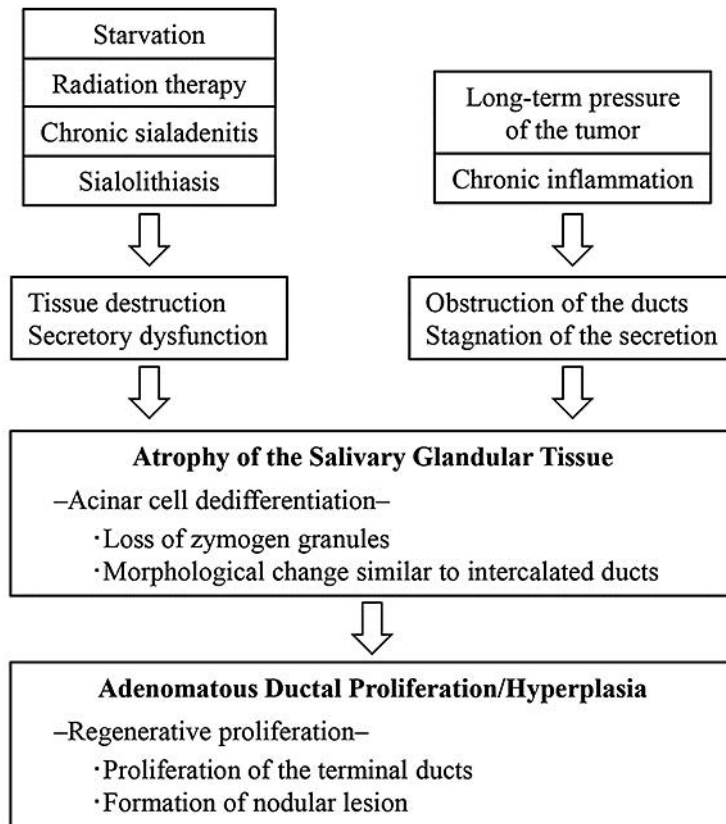 Starvation
Radiation therapy
Chronic sialadenitis
Sialolithiasis
Long-term pressure
of the tumor
Chronic inflammation
Tissue destruction
Secretory dysfunction
Obstruction of the ducts
Stagnation of the secretion
Atrophy of the Salivary Glandular Tissue
–Acinar cell dedifferentiation–
·Loss of zymogen granules
·Morphological change similar to intercalated ducts
Adenomatous Ductal Proliferation/Hyperplasia
–Regenerative proliferation–
·Proliferation of the terminal ducts
·Formation of nodular lesion